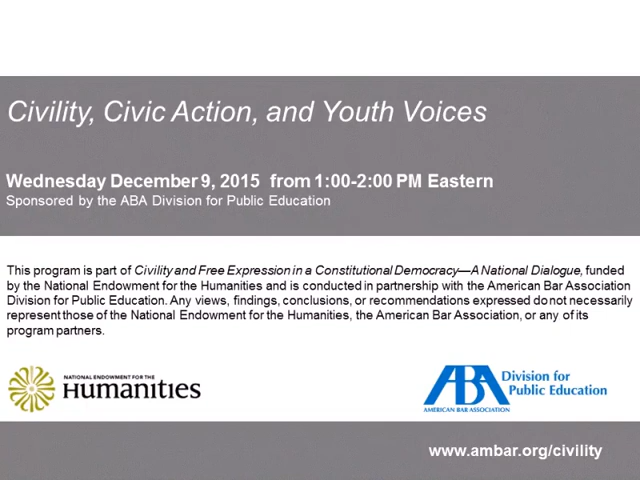 Civility, Civic Action, and Youth Voices
Wednesday December 9, 2015 from 1:00-2:00 PM Eastern
Sponsored by the ABA Division for Public Education
This program is part of Civility and Free Expression in a Constitutional Democracy—A National Dialogue, funded
by the National Endowment for the Humanities and is conducted in partnership with the American Bar Association
Division for Public Education. Any views, findings, conclusions, or recommendations expressed do not necessarily
represent those of the National Endowment for the Humanities, the American Bar Association, or any of its
program partners.
NATIONAL ENDOWMENT FOR THE
Humanities
ABA
AMERICAN BAR ASSOCIATION
Division for
Public Education
www.ambar.org/civility